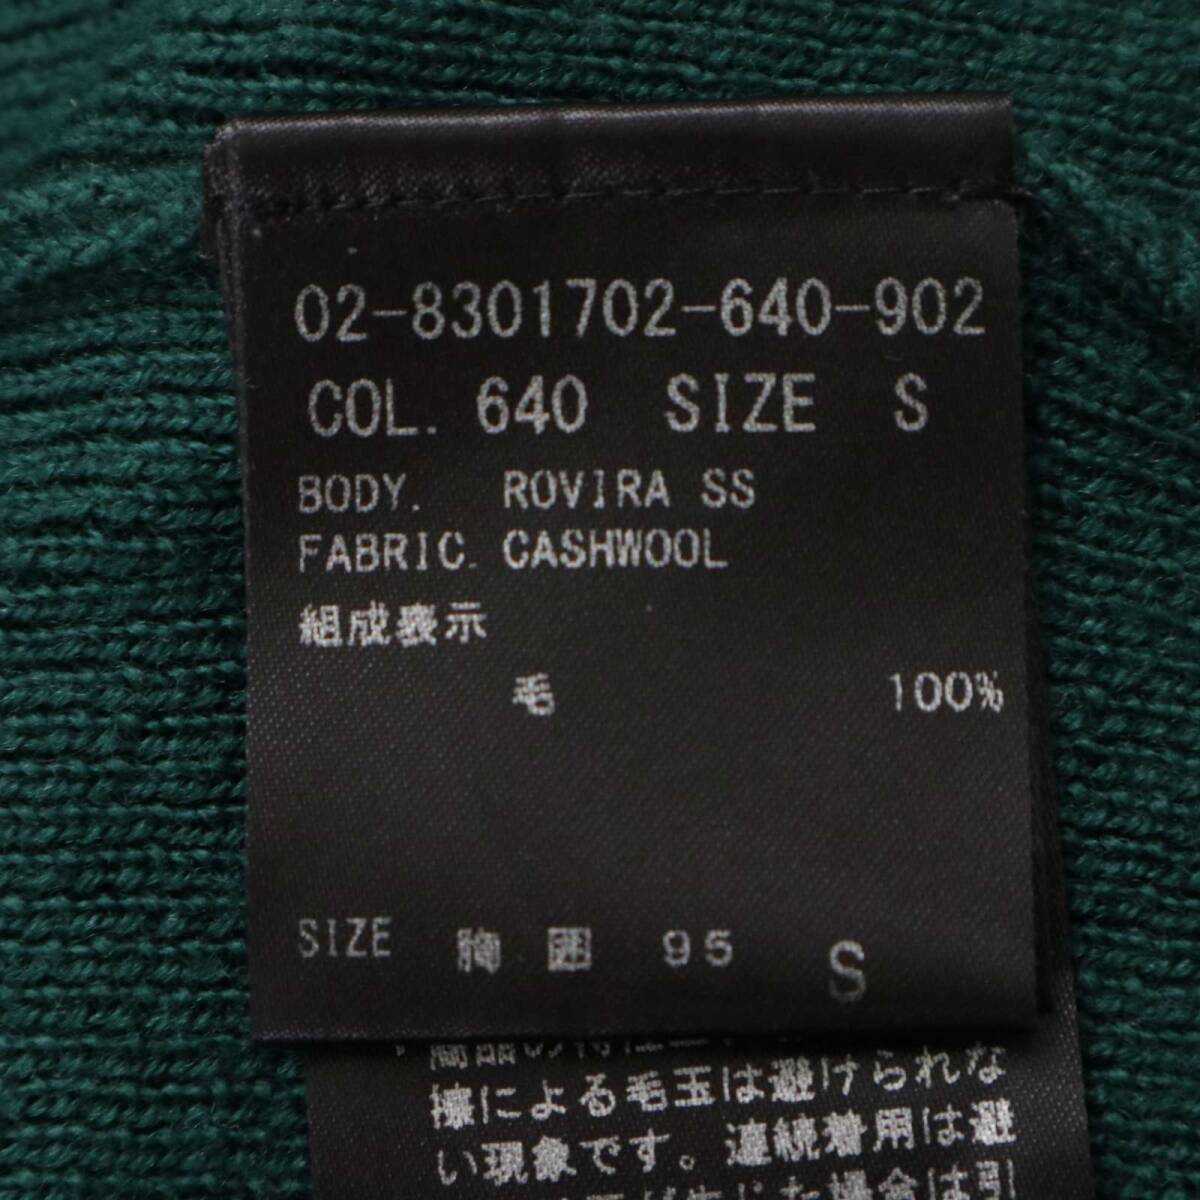 02-8301702-640-902
COL. 640 SIZE S
BODY. ROVIRA SS
FABRIC. CASHWOOL
組成表示
毛 100%
SIZE 胸囲 95 S
擦による毛玉は避けられな
い現象です。連続着用は避